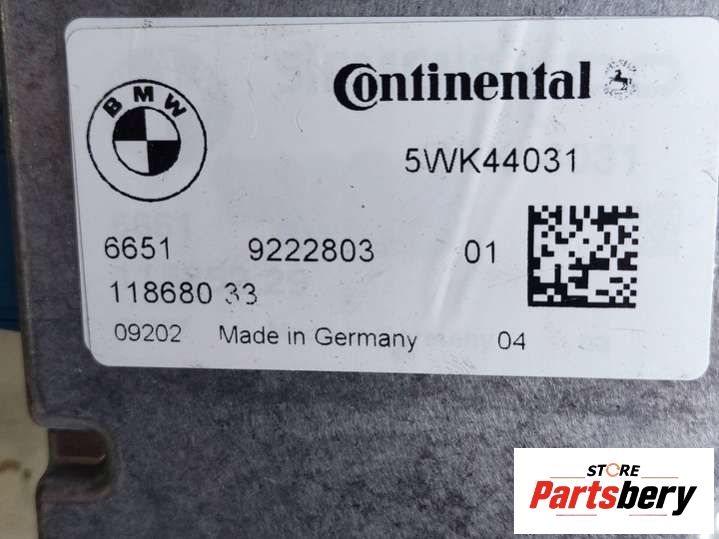 BMW
Continental
5WK44031
6651 9222803 01
118680 33
09202 Made in Germany 04
STORE
Partsbery